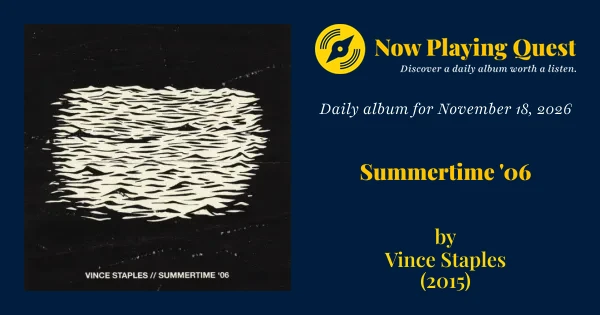 Now Playing Quest
Discover a daily album worth a listen.
Daily album for November 18, 2026
Summertime '06
by
Vince Staples
(2015)
VINCE STAPLES // SUMMERTIME '06